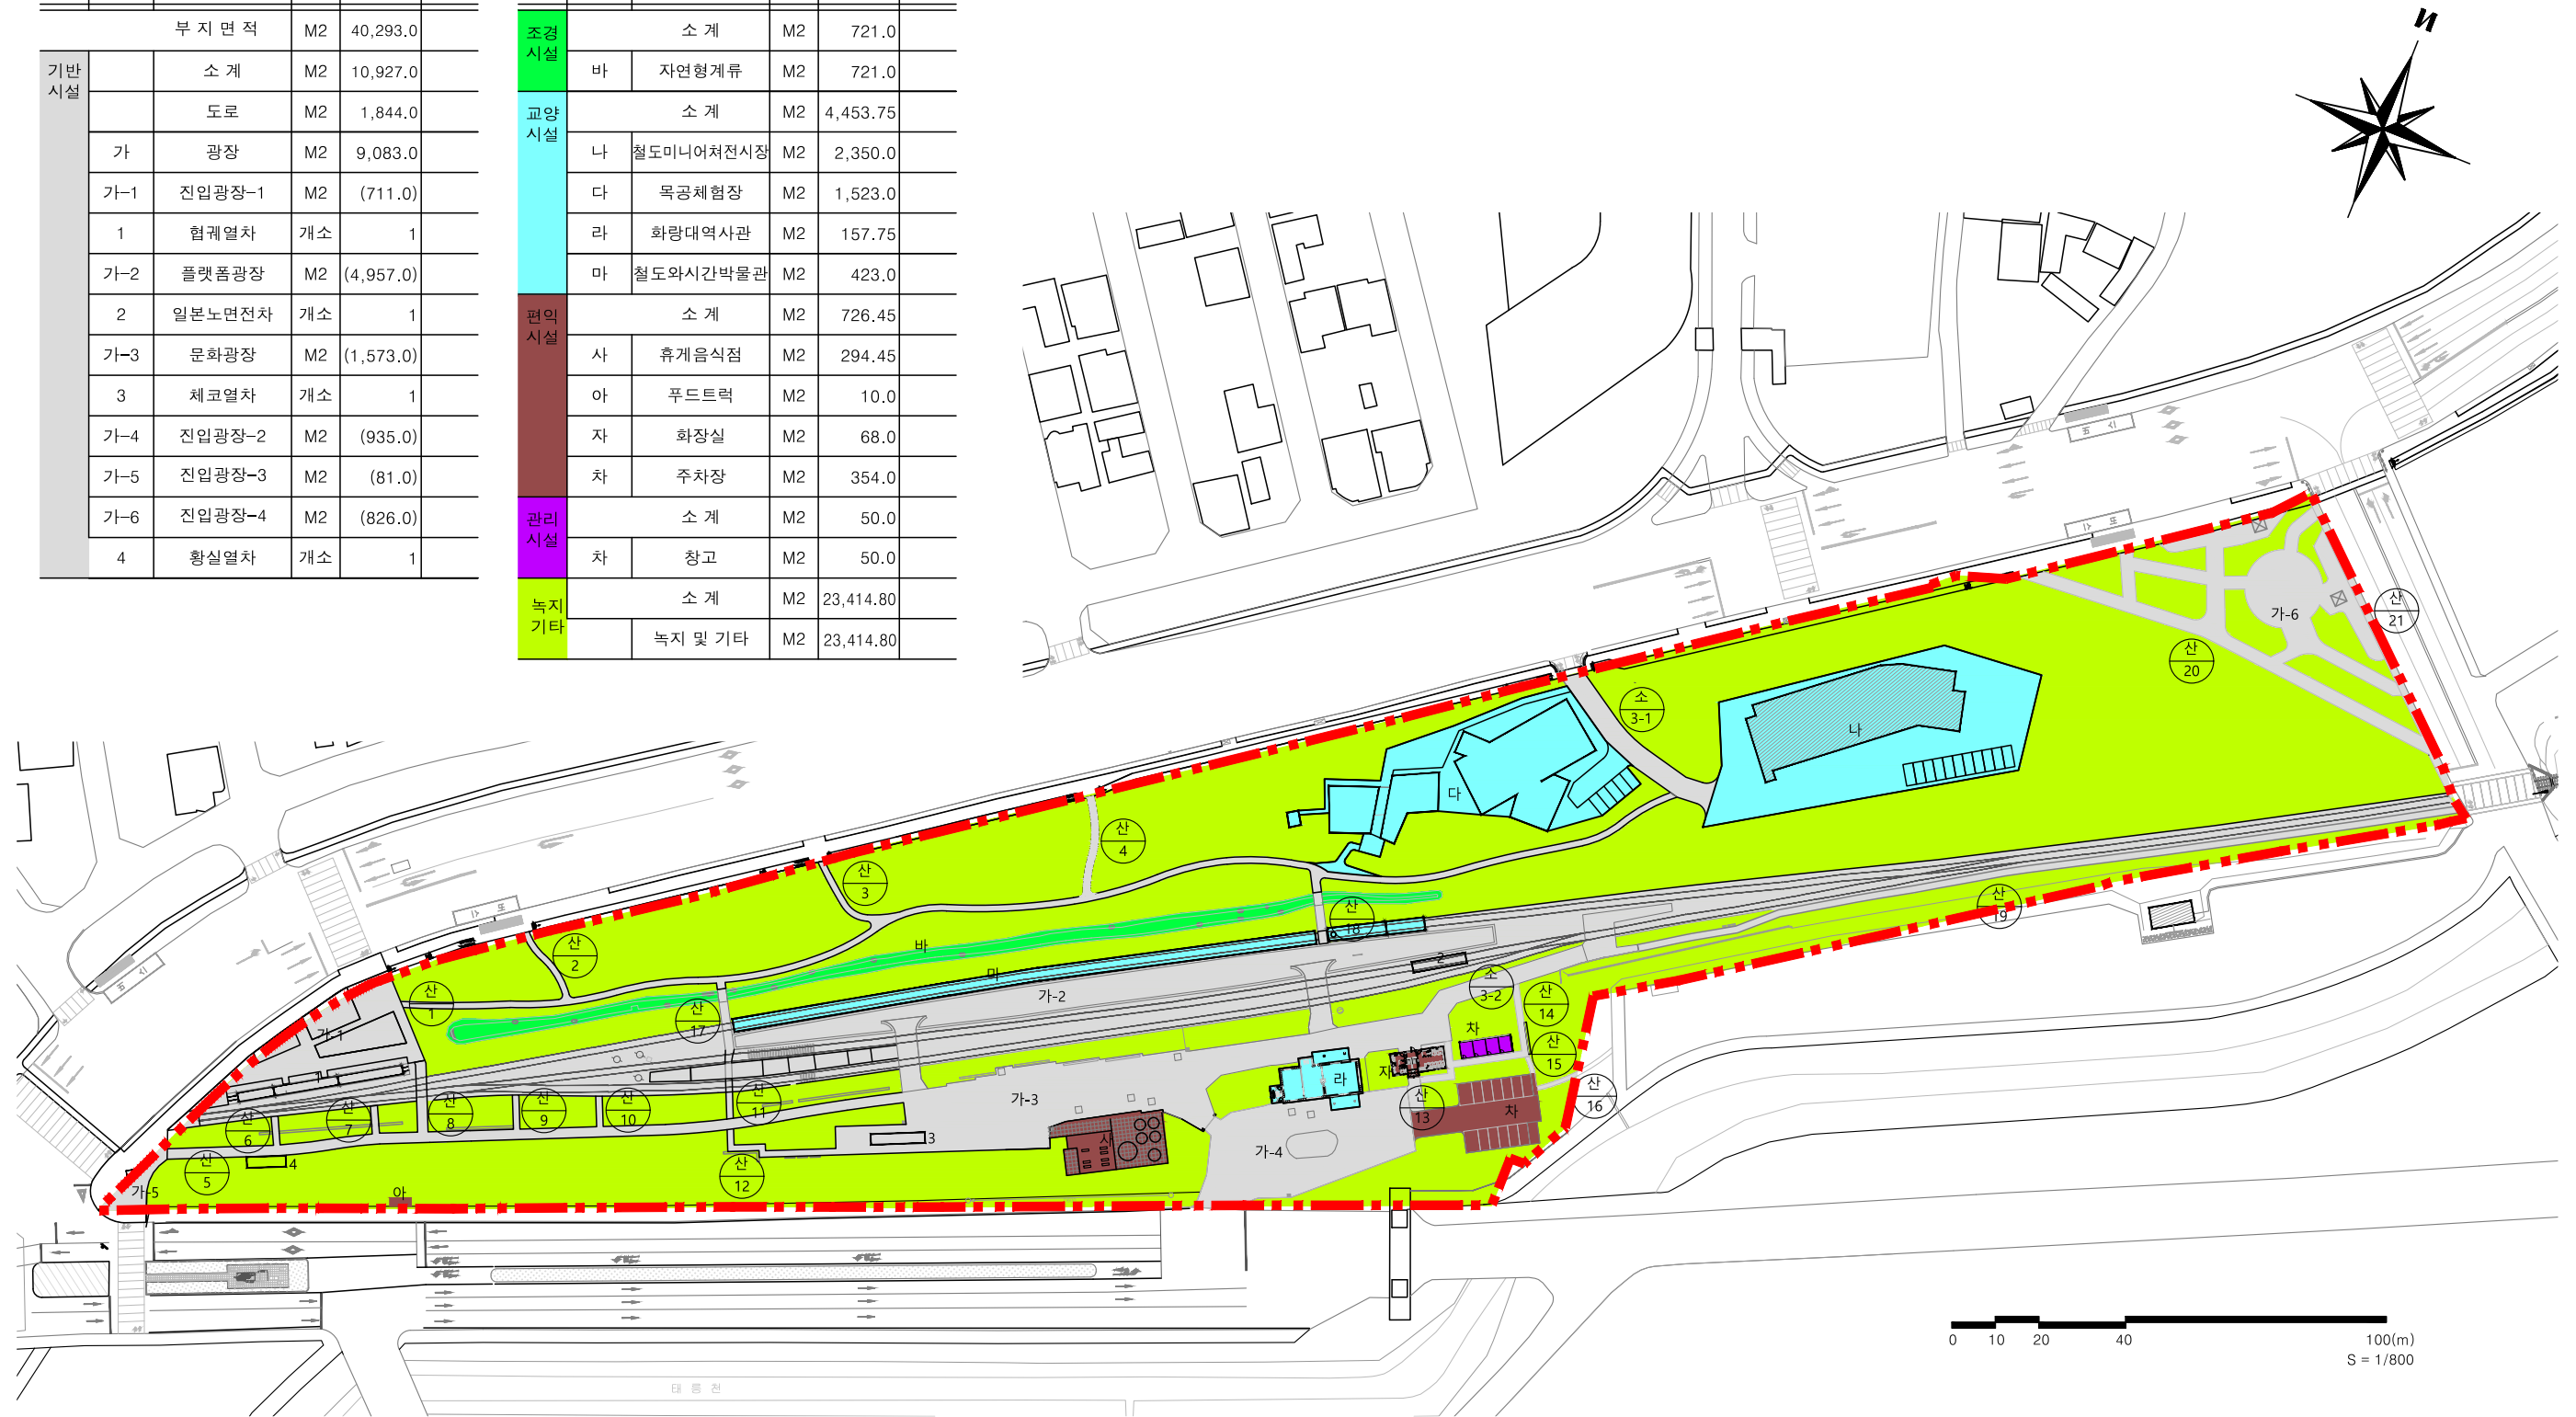 부 지 면 적 M2 40,293.0
기반 시설 소 계 M2 10,927.0
도로 M2 1,844.0
가 광장 M2 9,083.0
가-1 진입광장-1 M2 (711.0)
1 협궤열차 개소 1
가-2 플랫폼광장 M2 (4,957.0)
2 일본노면전차 개소 1
가-3 문화광장 M2 (1,573.0)
3 체코열차 개소 1
가-4 진입광장-2 M2 (935.0)
가-5 진입광장-3 M2 (81.0)
가-6 진입광장-4 M2 (826.0)
4 황실열차 개소 1
조경 시설 소 계 M2 721.0
바 자연형계류 M2 721.0
교양 시설 소 계 M2 4,453.75
나 철도미니어쳐전시장 M2 2,350.0
다 목공체험장 M2 1,523.0
라 화랑대역사관 M2 157.75
마 철도와시간박물관 M2 423.0
편익 시설 소 계 M2 726.45
사 휴게음식점 M2 294.45
아 푸드트럭 M2 10.0
자 화장실 M2 68.0
차 주차장 M2 354.0
관리 시설 소 계 M2 50.0
차 창고 M2 50.0
녹지 기타 소 계 M2 23,414.80
녹지 및 기타 M2 23,414.80
N
가-6
산 21
산 20
소 3-1
나
다
산 4
산 3
산 19
산 18
바
산 2
마
2
소 3-2
가-2
산 1
산 17
산 14
가-1
차
산 15
1
라
자
산 16
가-3
산 13
차
산 6
산 7
산 8
산 9
산 10
산 11
3
사
가-4
산 5
4
산 12
가-5
아
0 10 20 40 100(m)
S = 1/800
태 릉 천